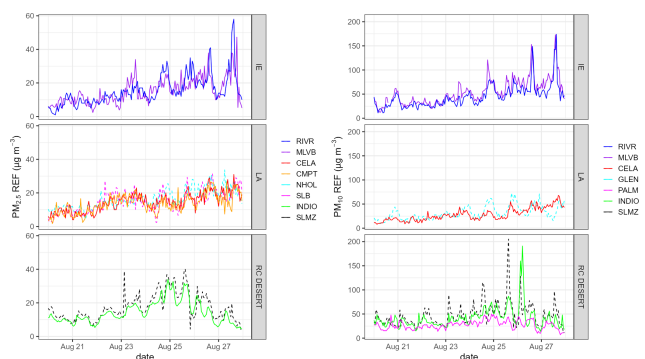 60
40
20
0
IE
60
40
20
0
LA
60
40
20
0
RC DESERT
Aug 21
Aug 23
Aug 25
Aug 27
date
PM2.5 REF (µg m⁻³)
RIVR
MLVB
CELA
CMPT
NHOL
SLB
INDIO
SLMZ
200
150
100
50
0
IE
200
150
100
50
0
LA
200
150
100
50
0
RC DESERT
Aug 21
Aug 23
Aug 25
Aug 27
date
PM10 REF (µg m⁻³)
RIVR
MLVB
CELA
GLEN
PALM
INDIO
SLMZ